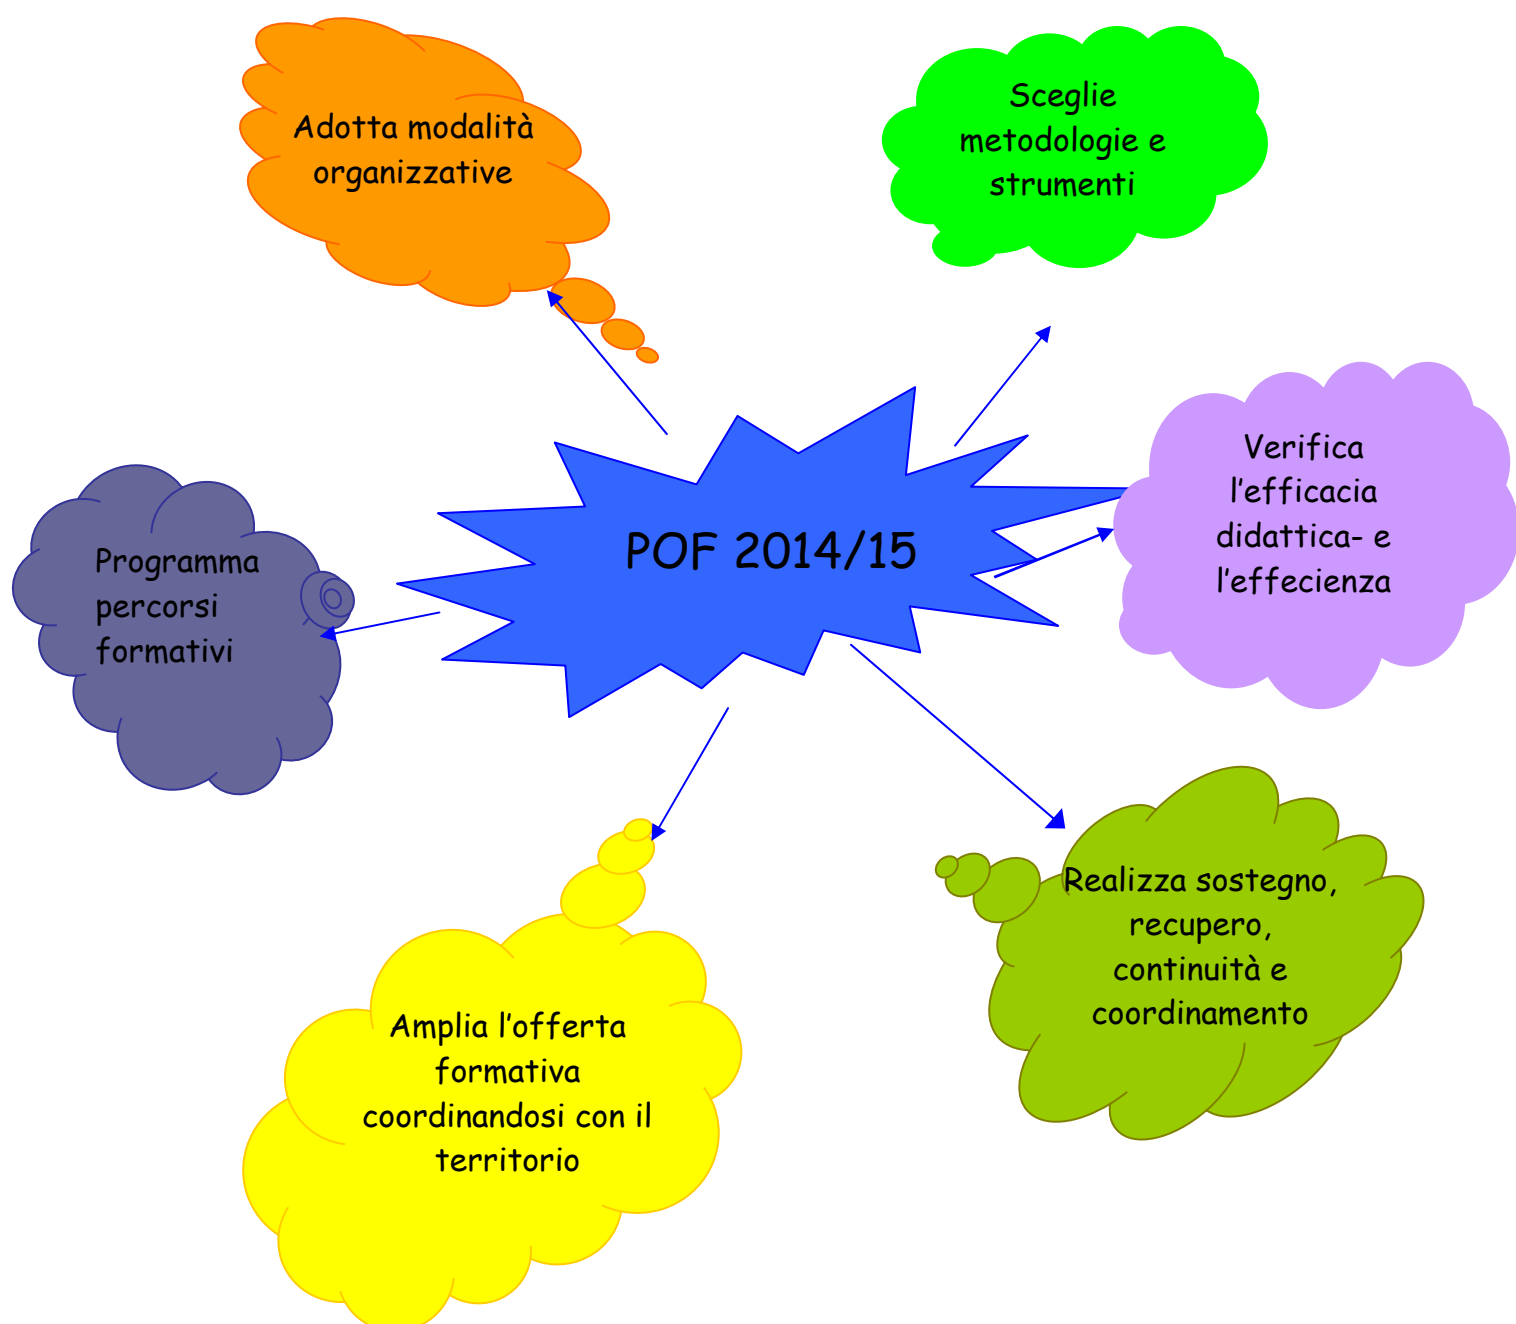 Adotta modalità
organizzative
Sceglie
metodologie e
strumenti
Verifica
l’efficacia
didattica- e
l’effecienza
POF 2014/15
Programma
percorsi
formativi
Realizza sostegno,
recupero,
continuità e
coordinamento
Amplia l’offerta
formativa
coordinandosi con il
territorio